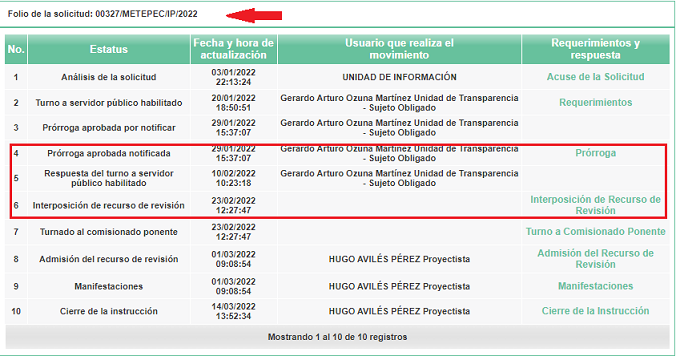 Folio de la solicitud: 00327/METEPEC/IP/2022
No. Estatus Fecha y hora de actualización Usuario que realiza el movimiento Requerimientos y respuesta
1 Análisis de la solicitud 03/01/2022 22:13:24 UNIDAD DE INFORMACIÓN Acuse de la Solicitud
2 Turno a servidor público habilitado 20/01/2022 18:50:51 Gerardo Arturo Ozuna Martínez Unidad de Transparencia - Sujeto Obligado Requerimientos
3 Prórroga aprobada por notificar 29/01/2022 15:37:07 Gerardo Arturo Ozuna Martínez Unidad de Transparencia - Sujeto Obligado
4 Prórroga aprobada notificada 29/01/2022 15:37:07 Gerardo Arturo Ozuna Martínez Unidad de Transparencia - Sujeto Obligado Prórroga
5 Respuesta del turno a servidor público habilitado 10/02/2022 10:23:18 Gerardo Arturo Ozuna Martínez Unidad de Transparencia - Sujeto Obligado
6 Interposición de recurso de revisión 23/02/2022 12:27:47 Interposición de Recurso de Revisión
7 Turnado al comisionado ponente 23/02/2022 12:27:47 Turno a Comisionado Ponente
8 Admisión del recurso de revisión 01/03/2022 09:08:54 HUGO AVILÉS PÉREZ Proyectista Admisión del Recurso de Revisión
9 Manifestaciones 01/03/2022 09:08:54 HUGO AVILÉS PÉREZ Proyectista Manifestaciones
10 Cierre de la instrucción 14/03/2022 13:52:34 HUGO AVILÉS PÉREZ Proyectista Cierre de la Instrucción
Mostrando 1 al 10 de 10 registros